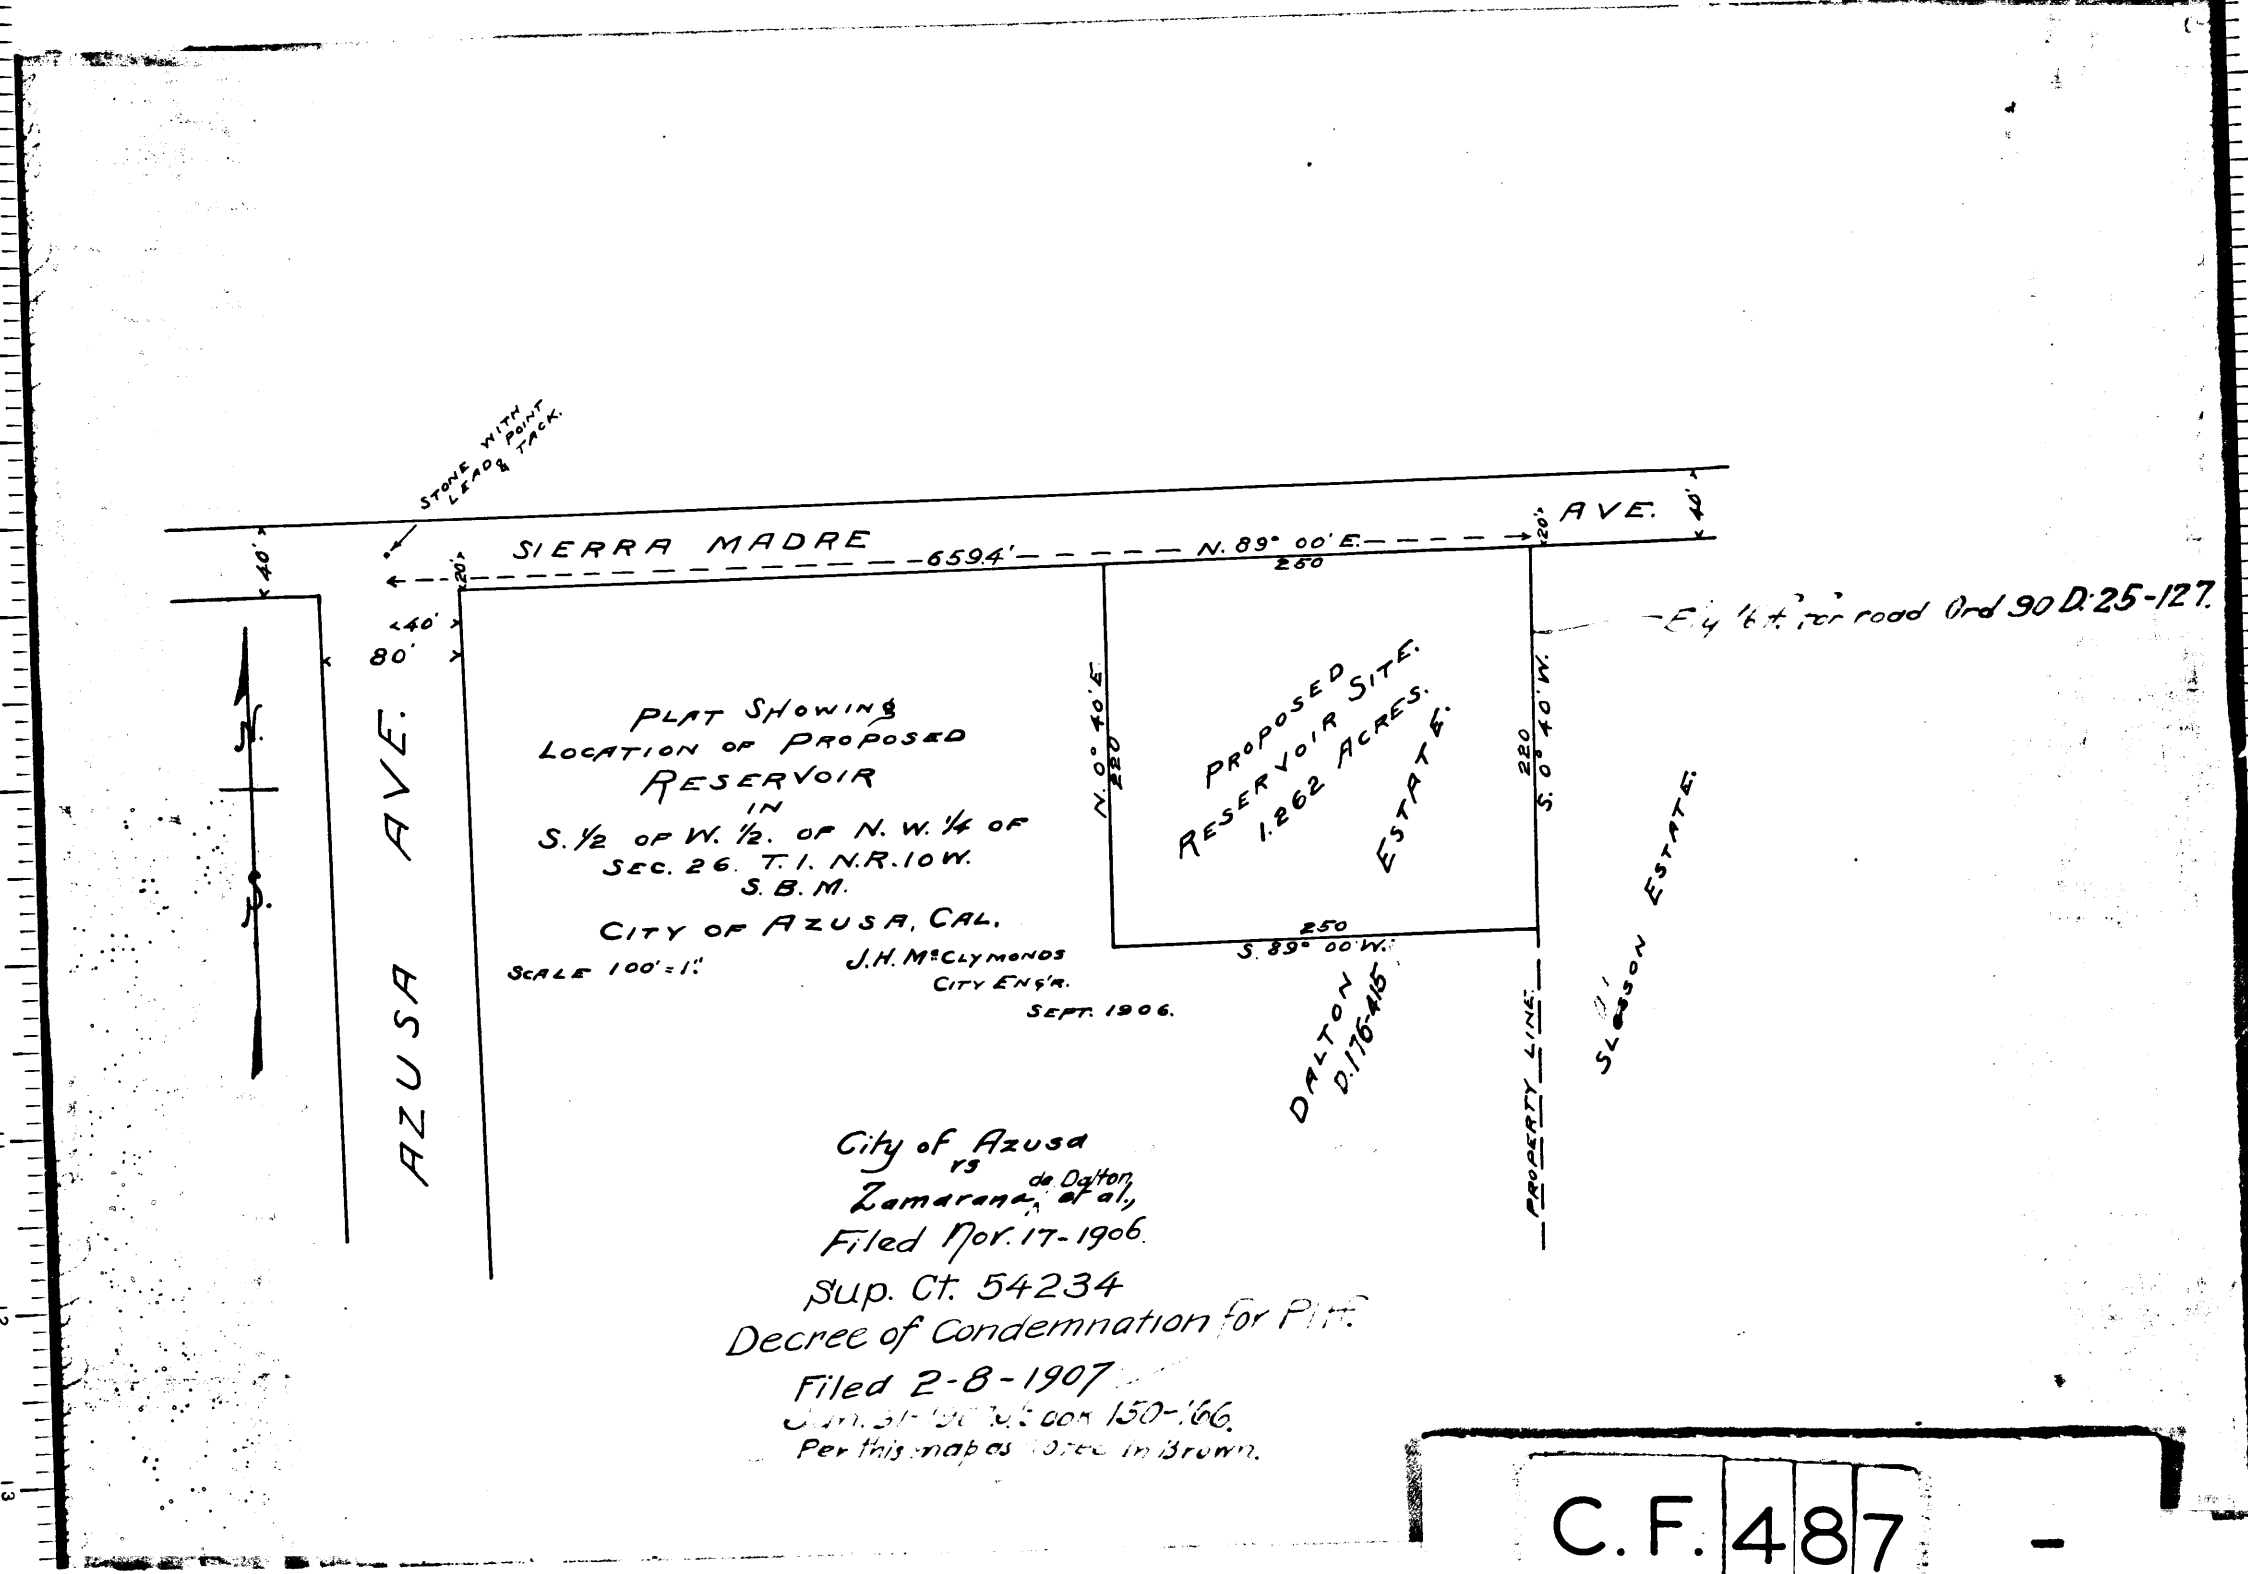 STONE WITH
LEAD POINT
& TACK.
SIERRA MADRE
AVE.
40'
20'
659.4'
N. 89° 00' E.
250
20'
40'
40'
80'
road Ord 90 D:25-127.
N. 0° 40' E.
220
PROPOSED
RESERVOIR SITE.
1.262 ACRES.
ESTATE.
220
S. 0° 40' W.
250
S. 89° 00' W.
DALTON
D.176-415
PROPERTY LINE.
SLOSSON ESTATE.
AZUSA AVE.
N.
S.
PLAT SHOWING
LOCATION OF PROPOSED
RESERVOIR
IN
S. 1/2 OF W. 1/2. OF N. W. 1/4 OF
SEC. 26. T. 1. N. R. 10 W.
S. B. M.
CITY OF AZUSA, CAL.
SCALE 100'=1."
J. H. McCLYMONDS
CITY ENG'R.
SEPT. 1906.
City of Azusa
vs
de Dalton
Zamarana, ^ et al.,
Filed Nov. 17-1906.
Sup. Ct. 54234
Decree of Condemnation for Plff.
Filed 2-8-1907
150-166.
Per this map as in Brown.
C. F. 487 -
11
12
13